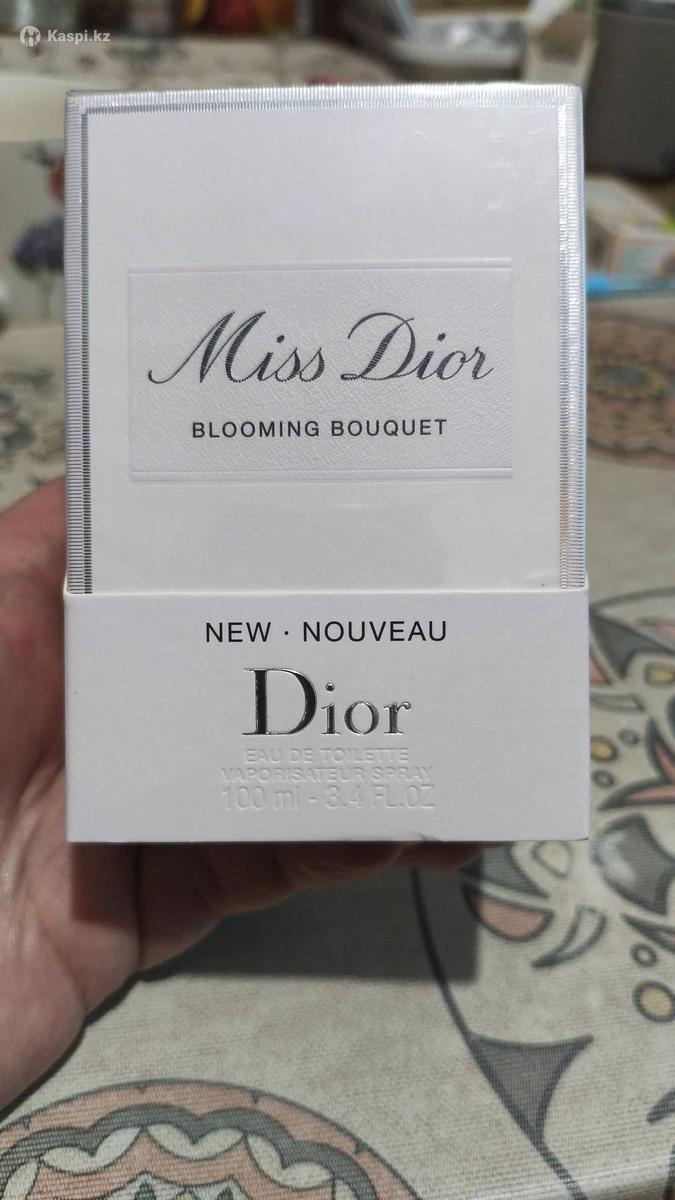 Kaspi.kz
Miss Dior
BLOOMING BOUQUET
NEW · NOUVEAU
Dior
EAU DE TOILETTE
VAPORISATEUR SPRAY
100 ml - 3.4 FL.OZ